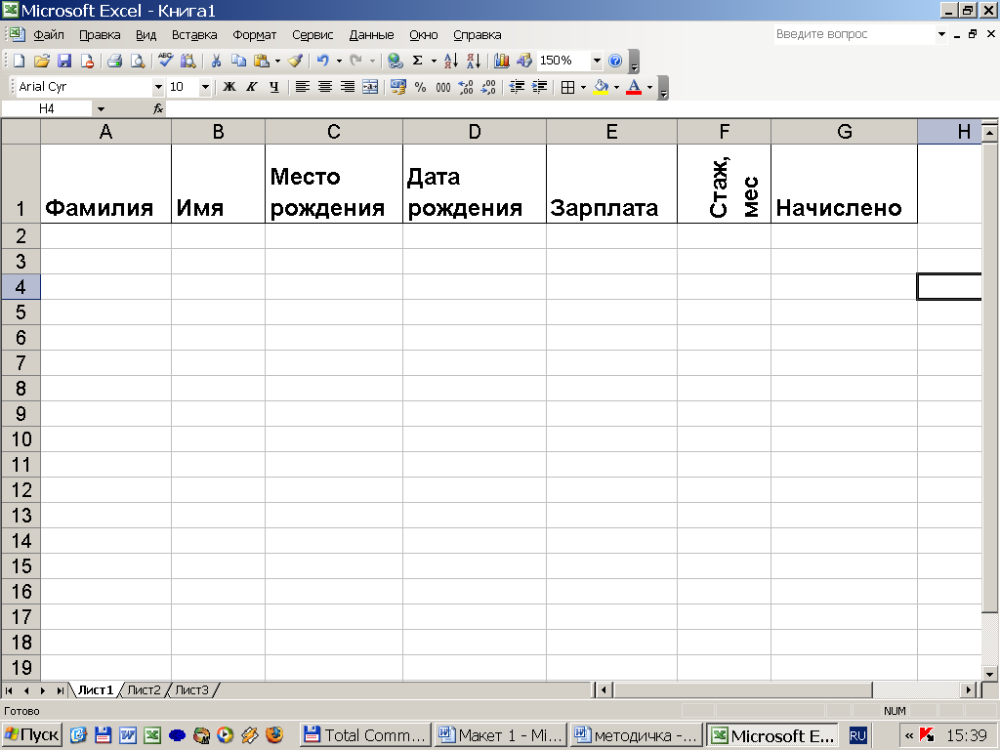 Microsoft Excel - Книга1
Файл Правка Вид Вставка Формат Сервис Данные Окно Справка Введите вопрос
150%
Arial Cyr 10 Ж К Ч % 000
H4 fx
A B C D E F G H
1 Фамилия Имя Место рождения Дата рождения Зарплата Стаж, мес Начислено
2
3
4
5
6
7
8
9
10
11
12
13
14
15
16
17
18
19
Лист1 Лист2 Лист3
Готово NUM
Пуск Total Comm... Макет 1 - Mi... методичка -... Microsoft E... RU « 15:39